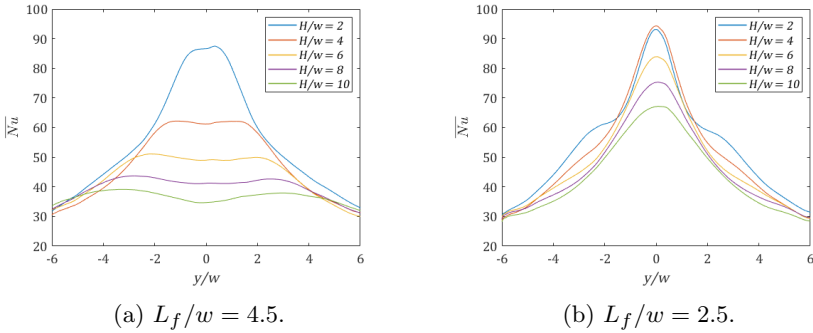 100
90
80
70
60
50
40
30
20
-6 -4 -2 0 2 4 6
y/w
N̅u̅
H/w = 2
H/w = 4
H/w = 6
H/w = 8
H/w = 10
(a) L_f/w = 4.5.
100
90
80
70
60
50
40
30
20
-6 -4 -2 0 2 4 6
y/w
N̅u̅
H/w = 2
H/w = 4
H/w = 6
H/w = 8
H/w = 10
(b) L_f/w = 2.5.